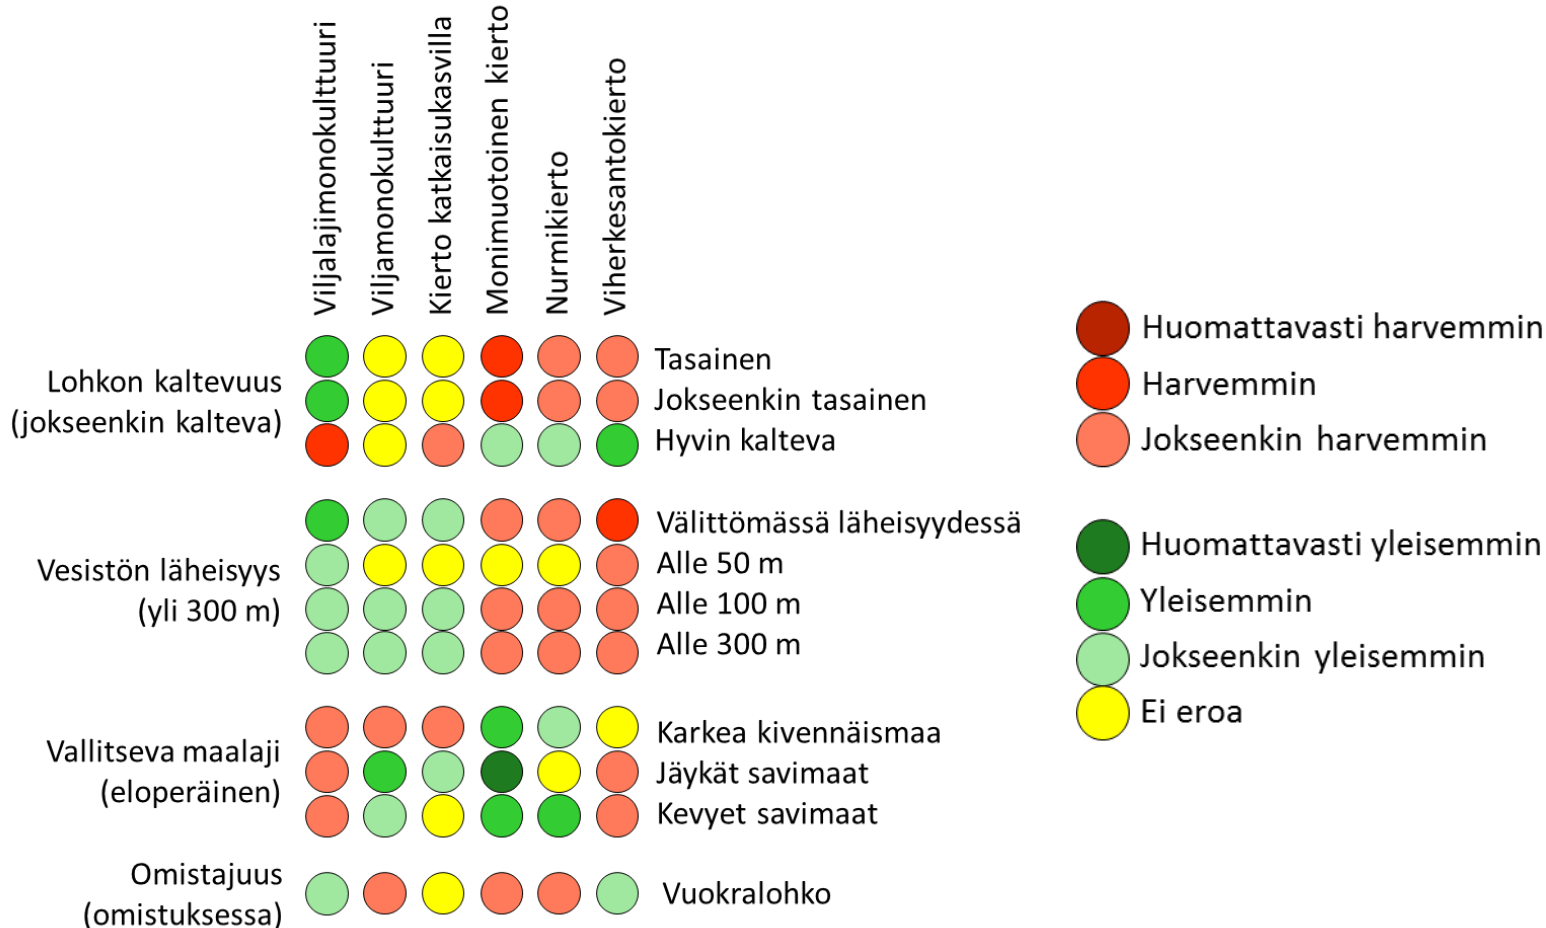 Viljalajimonokulttuuri
Viljamonokulttuuri
Kierto katkaisukasvilla
Monimuotoinen kierto
Nurmikierto
Viherkesantokierto
Lohkon kaltevuus
(jokseenkin kalteva)
Tasainen
Jokseenkin tasainen
Hyvin kalteva
Vesistön läheisyys
(yli 300 m)
Välittömässä läheisyydessä
Alle 50 m
Alle 100 m
Alle 300 m
Vallitseva maalaji
(eloperäinen)
Karkea kivennäismaa
Jäykät savimaat
Kevyet savimaat
Omistajuus
(omistuksessa)
Vuokralohko
Huomattavasti harvemmin
Harvemmin
Jokseenkin harvemmin
Huomattavasti yleisemmin
Yleisemmin
Jokseenkin yleisemmin
Ei eroa